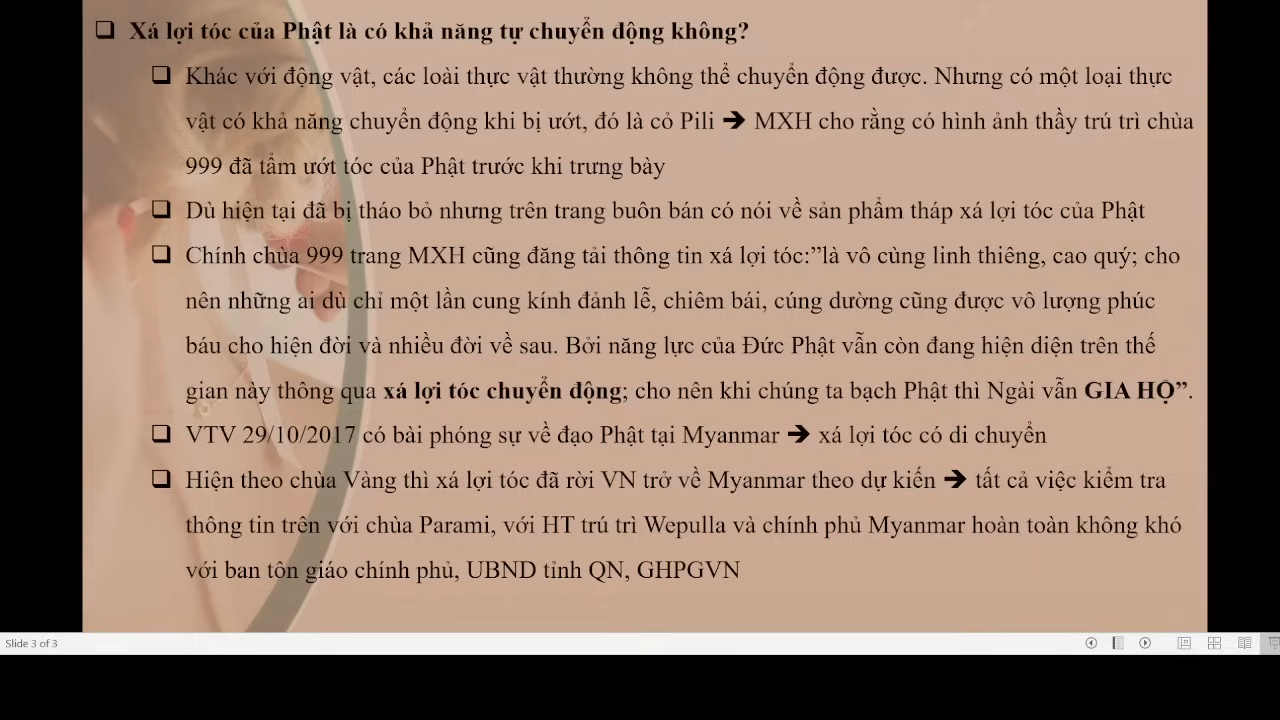 ❑ Xá lợi tóc của Phật là có khả năng tự chuyển động không?
❑ Khác với động vật, các loài thực vật thường không thể chuyển động được. Nhưng có một loại thực
vật có khả năng chuyển động khi bị ướt, đó là cỏ Pili ➔ MXH cho rằng có hình ảnh thầy trú trì chùa
999 đã tẩm ướt tóc của Phật trước khi trưng bày
❑ Dù hiện tại đã bị tháo bỏ nhưng trên trang buôn bán có nói về sản phẩm tháp xá lợi tóc của Phật
❑ Chính chùa 999 trang MXH cũng đăng tải thông tin xá lợi tóc:”là vô cùng linh thiêng, cao quý; cho
nên những ai dù chỉ một lần cung kính đảnh lễ, chiêm bái, cúng dường cũng được vô lượng phúc
báu cho hiện đời và nhiều đời về sau. Bởi năng lực của Đức Phật vẫn còn đang hiện diện trên thế
gian này thông qua xá lợi tóc chuyển động; cho nên khi chúng ta bạch Phật thì Ngài vẫn GIA HỘ”.
❑ VTV 29/10/2017 có bài phóng sự về đạo Phật tại Myanmar ➔ xá lợi tóc có di chuyển
❑ Hiện theo chùa Vàng thì xá lợi tóc đã rời VN trở về Myanmar theo dự kiến ➔ tất cả việc kiểm tra
thông tin trên với chùa Parami, với HT trú trì Wepulla và chính phủ Myanmar hoàn toàn không khó
với ban tôn giáo chính phủ, UBND tỉnh QN, GHPGVN
Slide 3 of 3